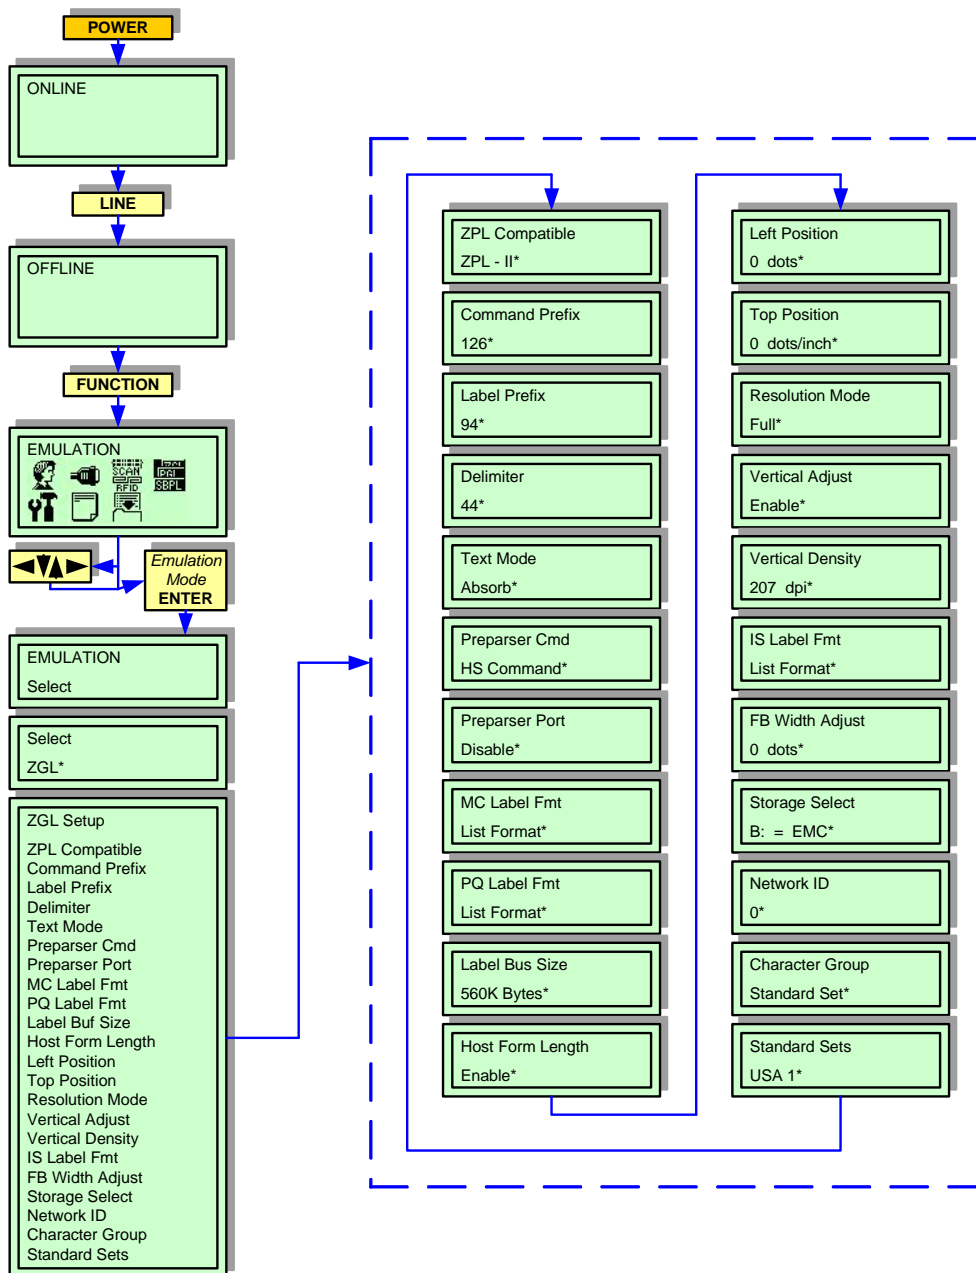 POWER
ONLINE
LINE
OFFLINE
FUNCTION
EMULATION
SCAN
RFID
PGL
SBPL
Emulation
Mode
ENTER
EMULATION
Select
Select
ZGL*
ZGL Setup
ZPL Compatible
Command Prefix
Label Prefix
Delimiter
Text Mode
Preparser Cmd
Preparser Port
MC Label Fmt
PQ Label Fmt
Label Buf Size
Host Form Length
Left Position
Top Position
Resolution Mode
Vertical Adjust
Vertical Density
IS Label Fmt
FB Width Adjust
Storage Select
Network ID
Character Group
Standard Sets
ZPL Compatible
ZPL - II*
Command Prefix
126*
Label Prefix
94*
Delimiter
44*
Text Mode
Absorb*
Preparser Cmd
HS Command*
Preparser Port
Disable*
MC Label Fmt
List Format*
PQ Label Fmt
List Format*
Label Bus Size
560K Bytes*
Host Form Length
Enable*
Left Position
0 dots*
Top Position
0 dots/inch*
Resolution Mode
Full*
Vertical Adjust
Enable*
Vertical Density
207 dpi*
IS Label Fmt
List Format*
FB Width Adjust
0 dots*
Storage Select
B: = EMC*
Network ID
0*
Character Group
Standard Set*
Standard Sets
USA 1*